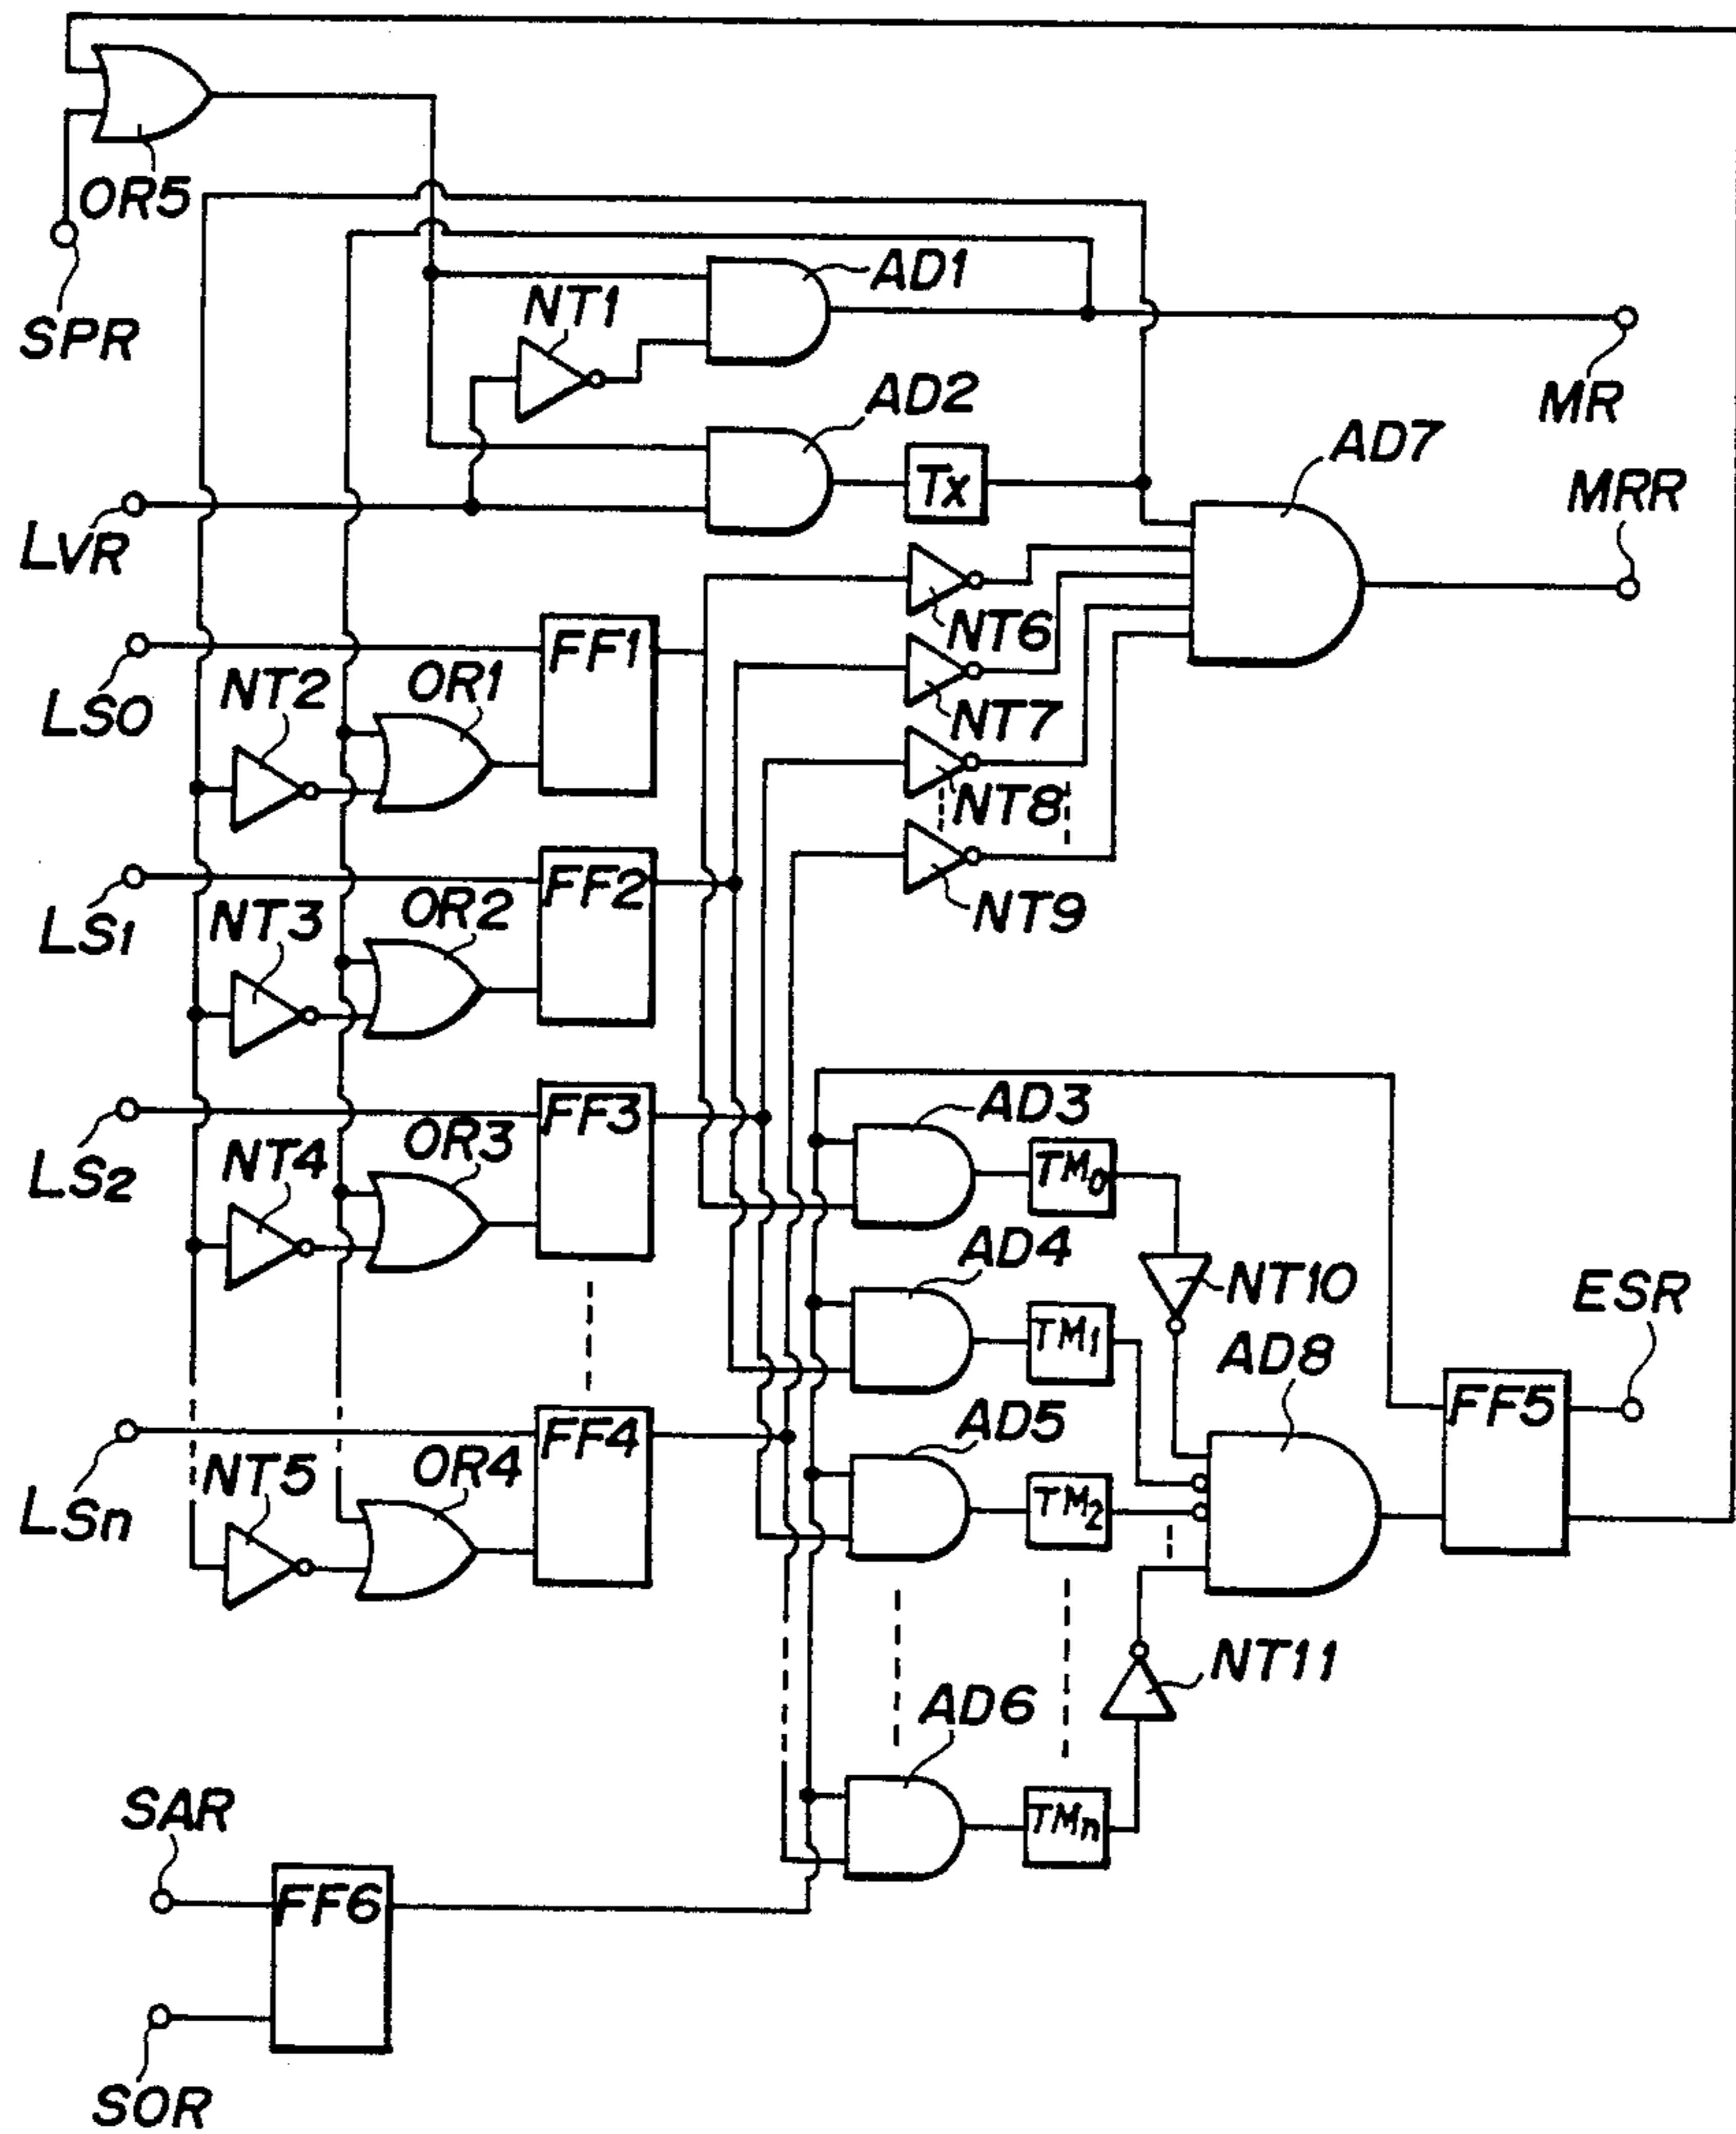 OR5
SPR
AD1
NT1
MR
AD2
AD7
MRR
Tx
LVR
NT6
FF1
OR1
NT2
LS0
NT7
NT8
FF2
OR2
NT3
LS1
NT9
AD3
FF3
OR3
NT4
LS2
TM0
AD4
NT10
ESR
TM1
AD8
FF5
AD5
FF4
OR4
NT5
LSn
TM2
NT11
AD6
SAR
TMn
FF6
SOR